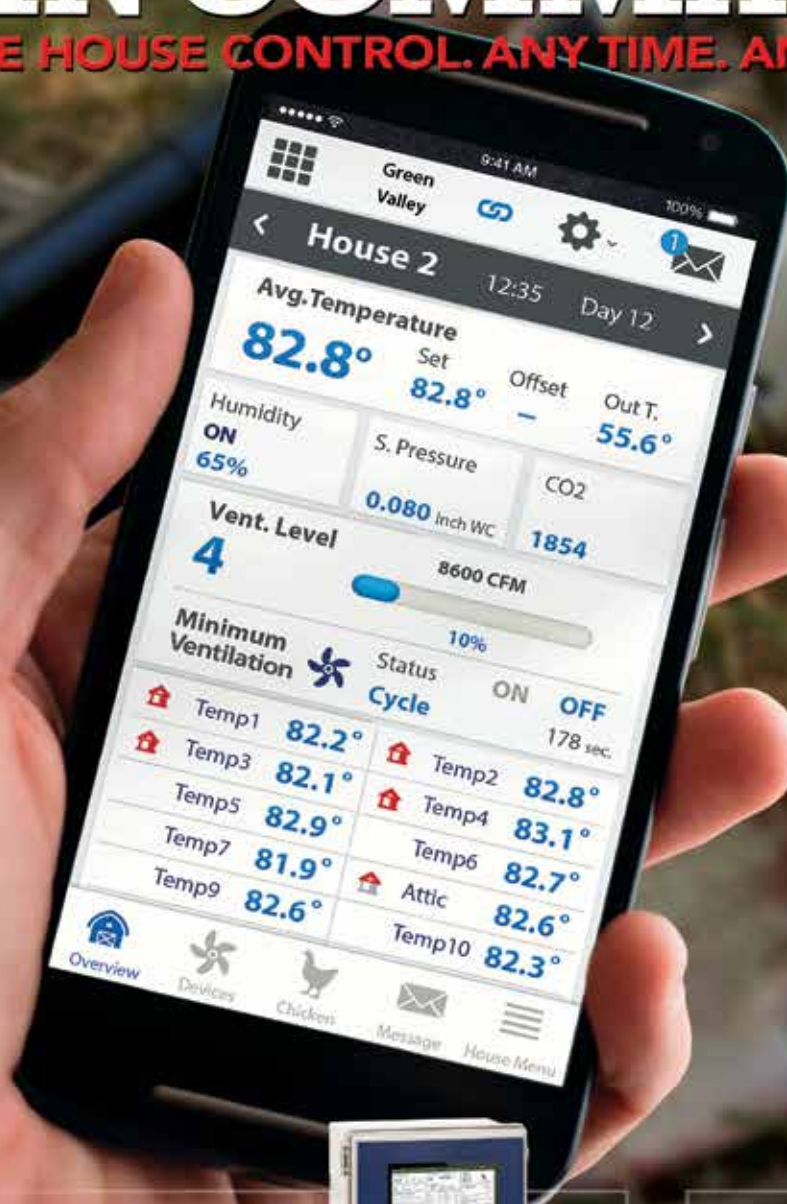 E HOUSE CONTROL. ANY TIME.
9:41 AM
100%
Green
Valley
1
House 2 12:35 Day 12
Avg.Temperature
82.8° Set Offset Out T.
82.8° – 55.6°
Humidity
ON
65%
S. Pressure
0.080 Inch WC
CO2
1854
Vent. Level
4
8600 CFM
10%
Minimum
Ventilation
Status
Cycle
ON OFF
178 sec.
Temp1 82.2° Temp2 82.8°
Temp3 82.1° Temp4 83.1°
Temp5 82.9° Temp6 82.7°
Temp7 81.9° Attic 82.6°
Temp9 82.6° Temp10 82.3°
Overview Devices Chicken Message House Menu